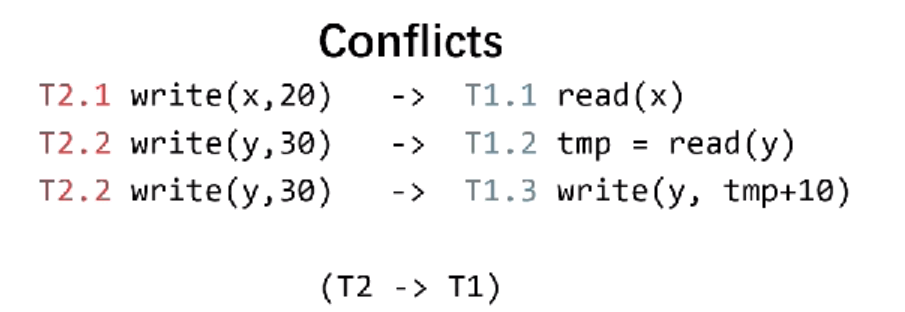 Conflicts
T2.1 write(x,20) -> T1.1 read(x)
T2.2 write(y,30) -> T1.2 tmp = read(y)
T2.2 write(y,30) -> T1.3 write(y, tmp+10)
(T2 -> T1)